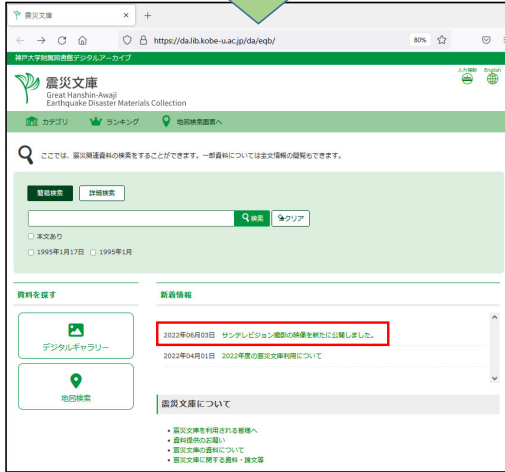 震災文庫
https://da.lib.kobe-u.ac.jp/da/eqb/
80%
神戸大学附属図書館デジタルアーカイブ
震災文庫
Great Hanshin-Awaji
Earthquake Disaster Materials Collection
入力補助 English
カテゴリ ランキング 地図検索画面へ
ここでは、震災関連資料の検索をすることができます。一部資料については全文情報の閲覧もできます。
簡易検索 詳細検索
検索 クリア
本文あり
1995年1月17日 1995年1月
資料を探す
新着情報
デジタルギャラリー
地図検索
2022年06月03日 サンテレビジョン撮影の映像を新たに公開しました。
2022年04月01日 2022年度の震災文庫利用について
震災文庫について
震災文庫を利用される皆様へ
資料提供のお願い
震災文庫の資料について
震災文庫に関する資料・論文等